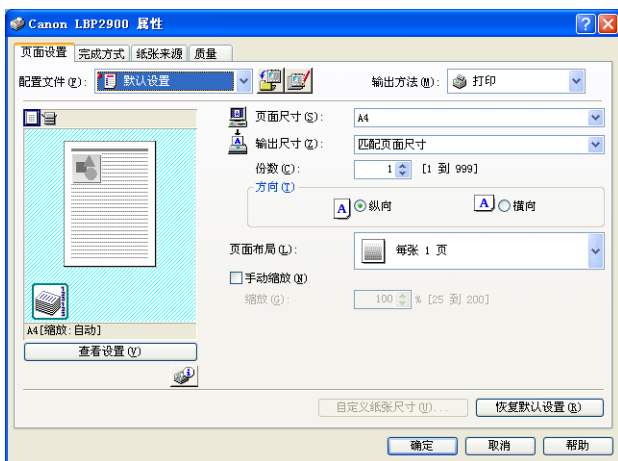 Canon LBP2900 属性
页面设置 完成方式 纸张来源 质量
配置文件(F): 默认设置 输出方法(M): 打印
页面尺寸(S): A4
输出尺寸(Z): 匹配页面尺寸
份数(C): 1 [1 到 999]
方向(T)
A 纵向 A 横向
页面布局(L): 每张 1 页
手动缩放(N)
缩放(G): 100 % [25 到 200]
A4[缩放:自动]
查看设置(V)
自定义纸张尺寸(U)... 恢复默认设置(R)
确定 取消 帮助